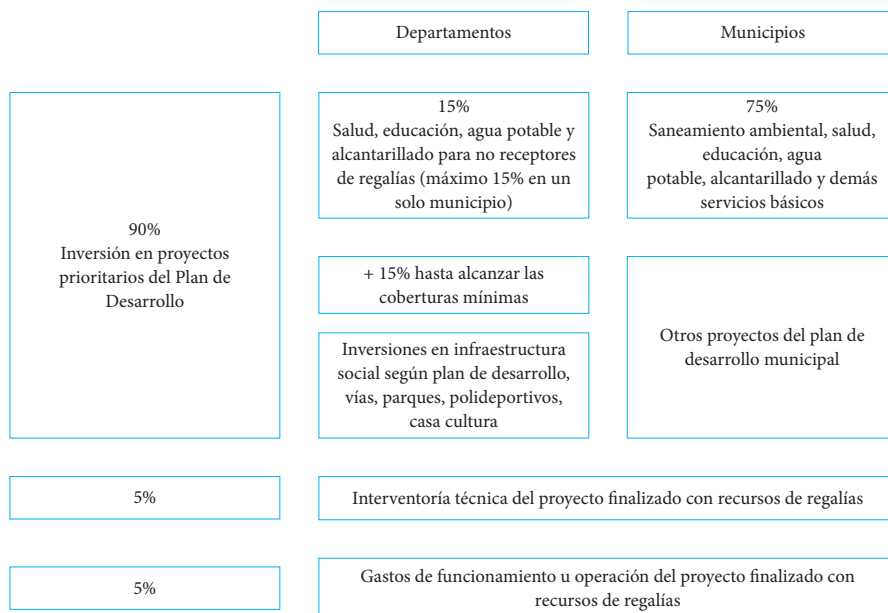 Departamentos
Municipios
90%
Inversión en proyectos
prioritarios del Plan de
Desarrollo
15%
Salud, educación, agua potable y
alcantarillado para no receptores
de regalías (máximo 15% en un
solo municipio)
75%
Saneamiento ambiental, salud,
educación, agua
potable, alcantarillado y demás
servicios básicos
+ 15% hasta alcanzar las
coberturas mínimas
Inversiones en infraestructura
social según plan de desarrollo,
vías, parques, polideportivos,
casa cultura
Otros proyectos del plan de
desarrollo municipal
5%
Interventoría técnica del proyecto finalizado con recursos de regalías
5%
Gastos de funcionamiento u operación del proyecto finalizado con
recursos de regalías